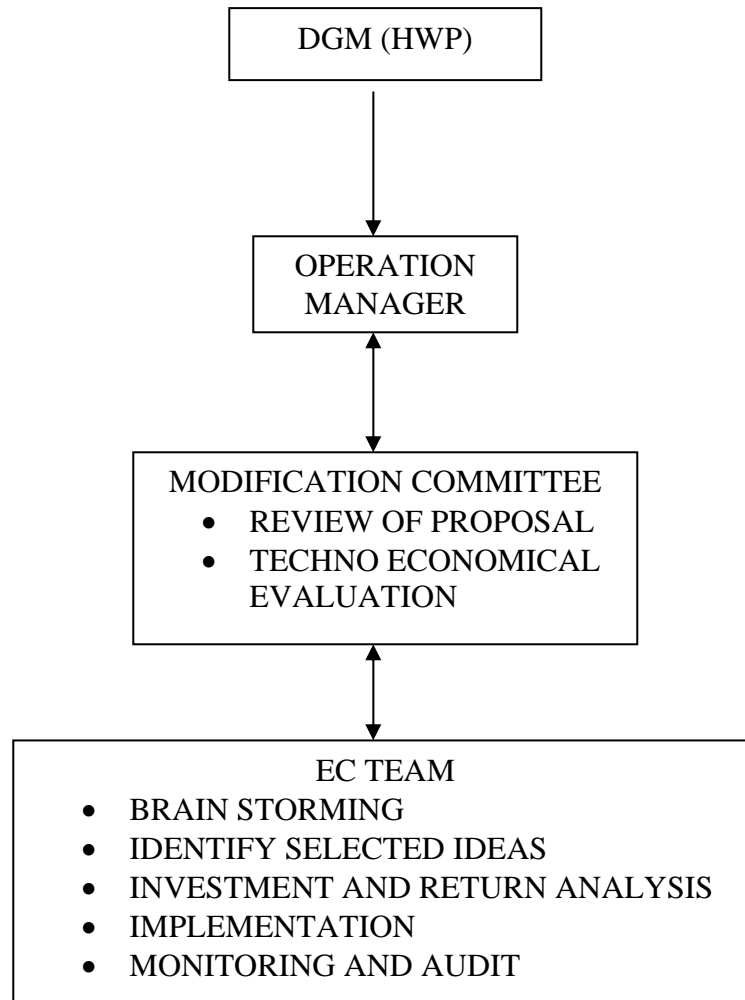 DGM (HWP)
OPERATION
MANAGER
MODIFICATION COMMITTEE
• REVIEW OF PROPOSAL
• TECHNO ECONOMICAL
EVALUATION
EC TEAM
• BRAIN STORMING
• IDENTIFY SELECTED IDEAS
• INVESTMENT AND RETURN ANALYSIS
• IMPLEMENTATION
• MONITORING AND AUDIT